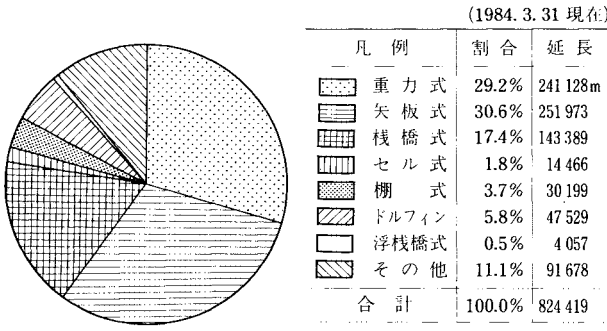 (1984.3.31 現在)
凡例 割合 延長
重力式 29.2% 241 128m
矢板式 30.6% 251 973
桟橋式 17.4% 143 389
セル式 1.8% 14 466
棚式 3.7% 30 199
ドルフィン 5.8% 47 529
浮桟橋式 0.5% 4 057
その他 11.1% 91 678
合計 100.0% 824 419